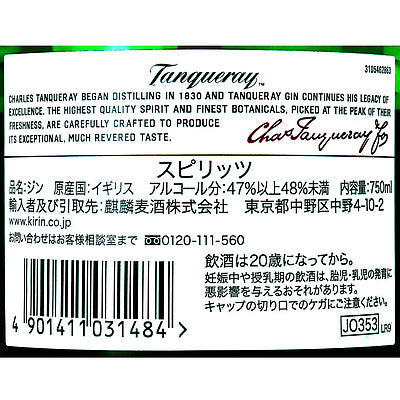 Tanqueray™
3105462863
CHARLES TANQUERAY BEGAN DISTILLING IN 1830 AND TANQUERAY GIN CONTINUES HIS LEGACY OF
EXCELLENCE. THE HIGHEST QUALITY SPIRIT AND FINEST BOTANICALS, PICKED AT THE PEAK OF THEIR
FRESHNESS, ARE CAREFULLY CRAFTED TO PRODUCE
ITS EXCEPTIONAL, MUCH REVERED TASTE.
Chas Tanqueray
スピリッツ
品名:ジン 原産国:イギリス アルコール分:47%以上48%未満 内容量:750ml
輸入者及び引取先:麒麟麦酒株式会社 東京都中野区中野4-10-2
www.kirin.co.jp
お問い合わせはお客様相談室まで 0120-111-560
飲酒は20歳になってから。
妊娠中や授乳期の飲酒は、胎児・乳児の発育に
悪影響を与えるおそれがあります。
キャップの切り口でのケガにご注意ください。
4 901411 031484 >
JO353 LR9